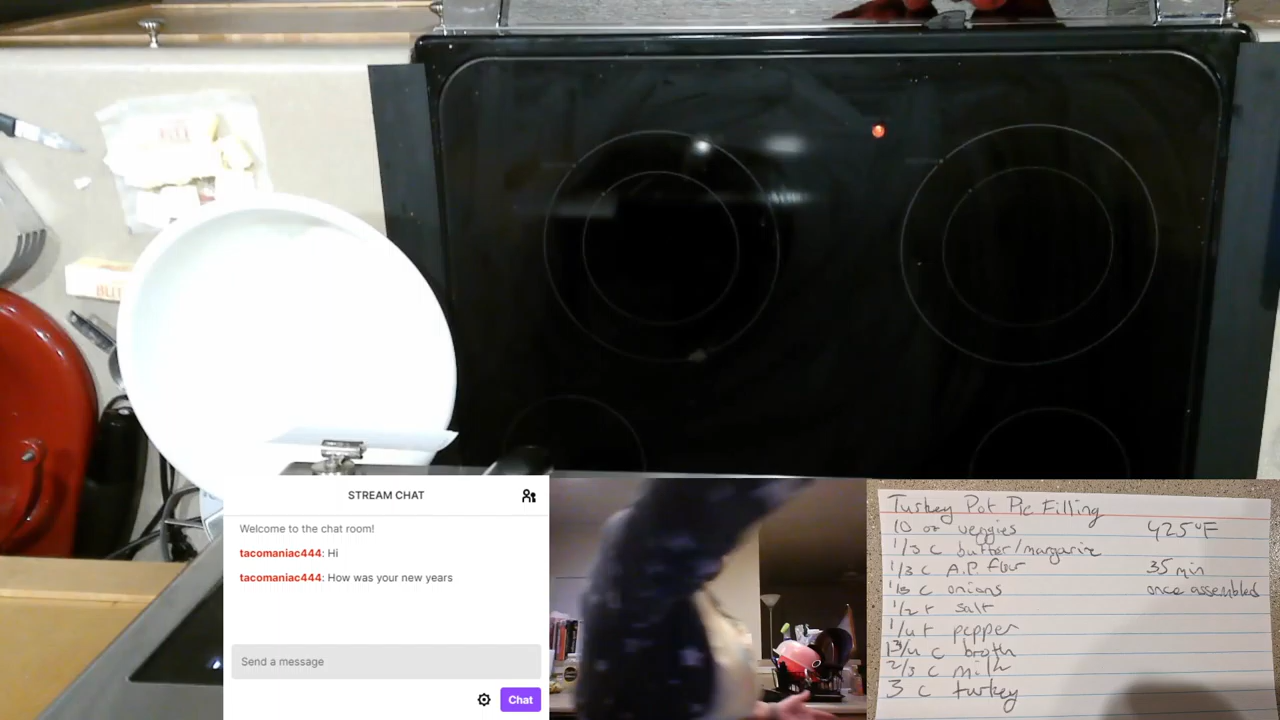 STREAM CHAT
Welcome to the chat room!
tacomaniac444: Hi
tacomaniac444: How was your new years
Send a message
Chat
Turkey Pot Pie Filling
10 oz veggies
425°F
1/3 c butter/margarine
1/3 c A.P. flour
35 min
1/3 c onions
once assembled
1/2 t salt
1/4 t pepper
1 3/4 c broth
2/3 c milk
3 c turkey